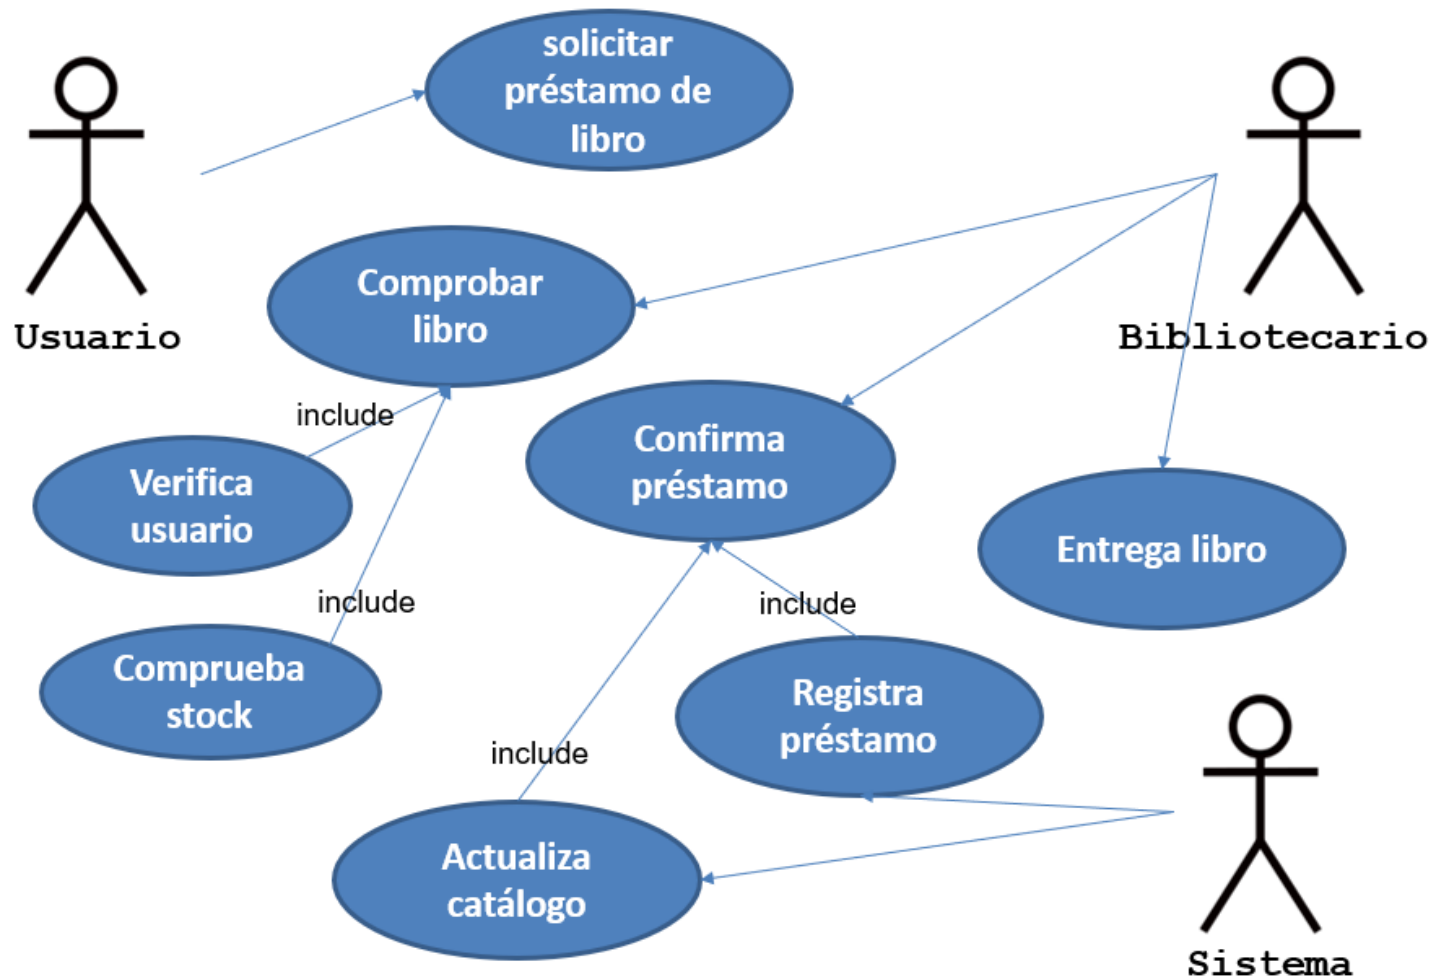 solicitar
préstamo de
libro
Usuario
Bibliotecario
Comprobar
libro
include
Verifica
usuario
Confirma
préstamo
Entrega libro
include
include
Comprueba
stock
Registra
préstamo
include
Actualiza
catálogo
Sistema